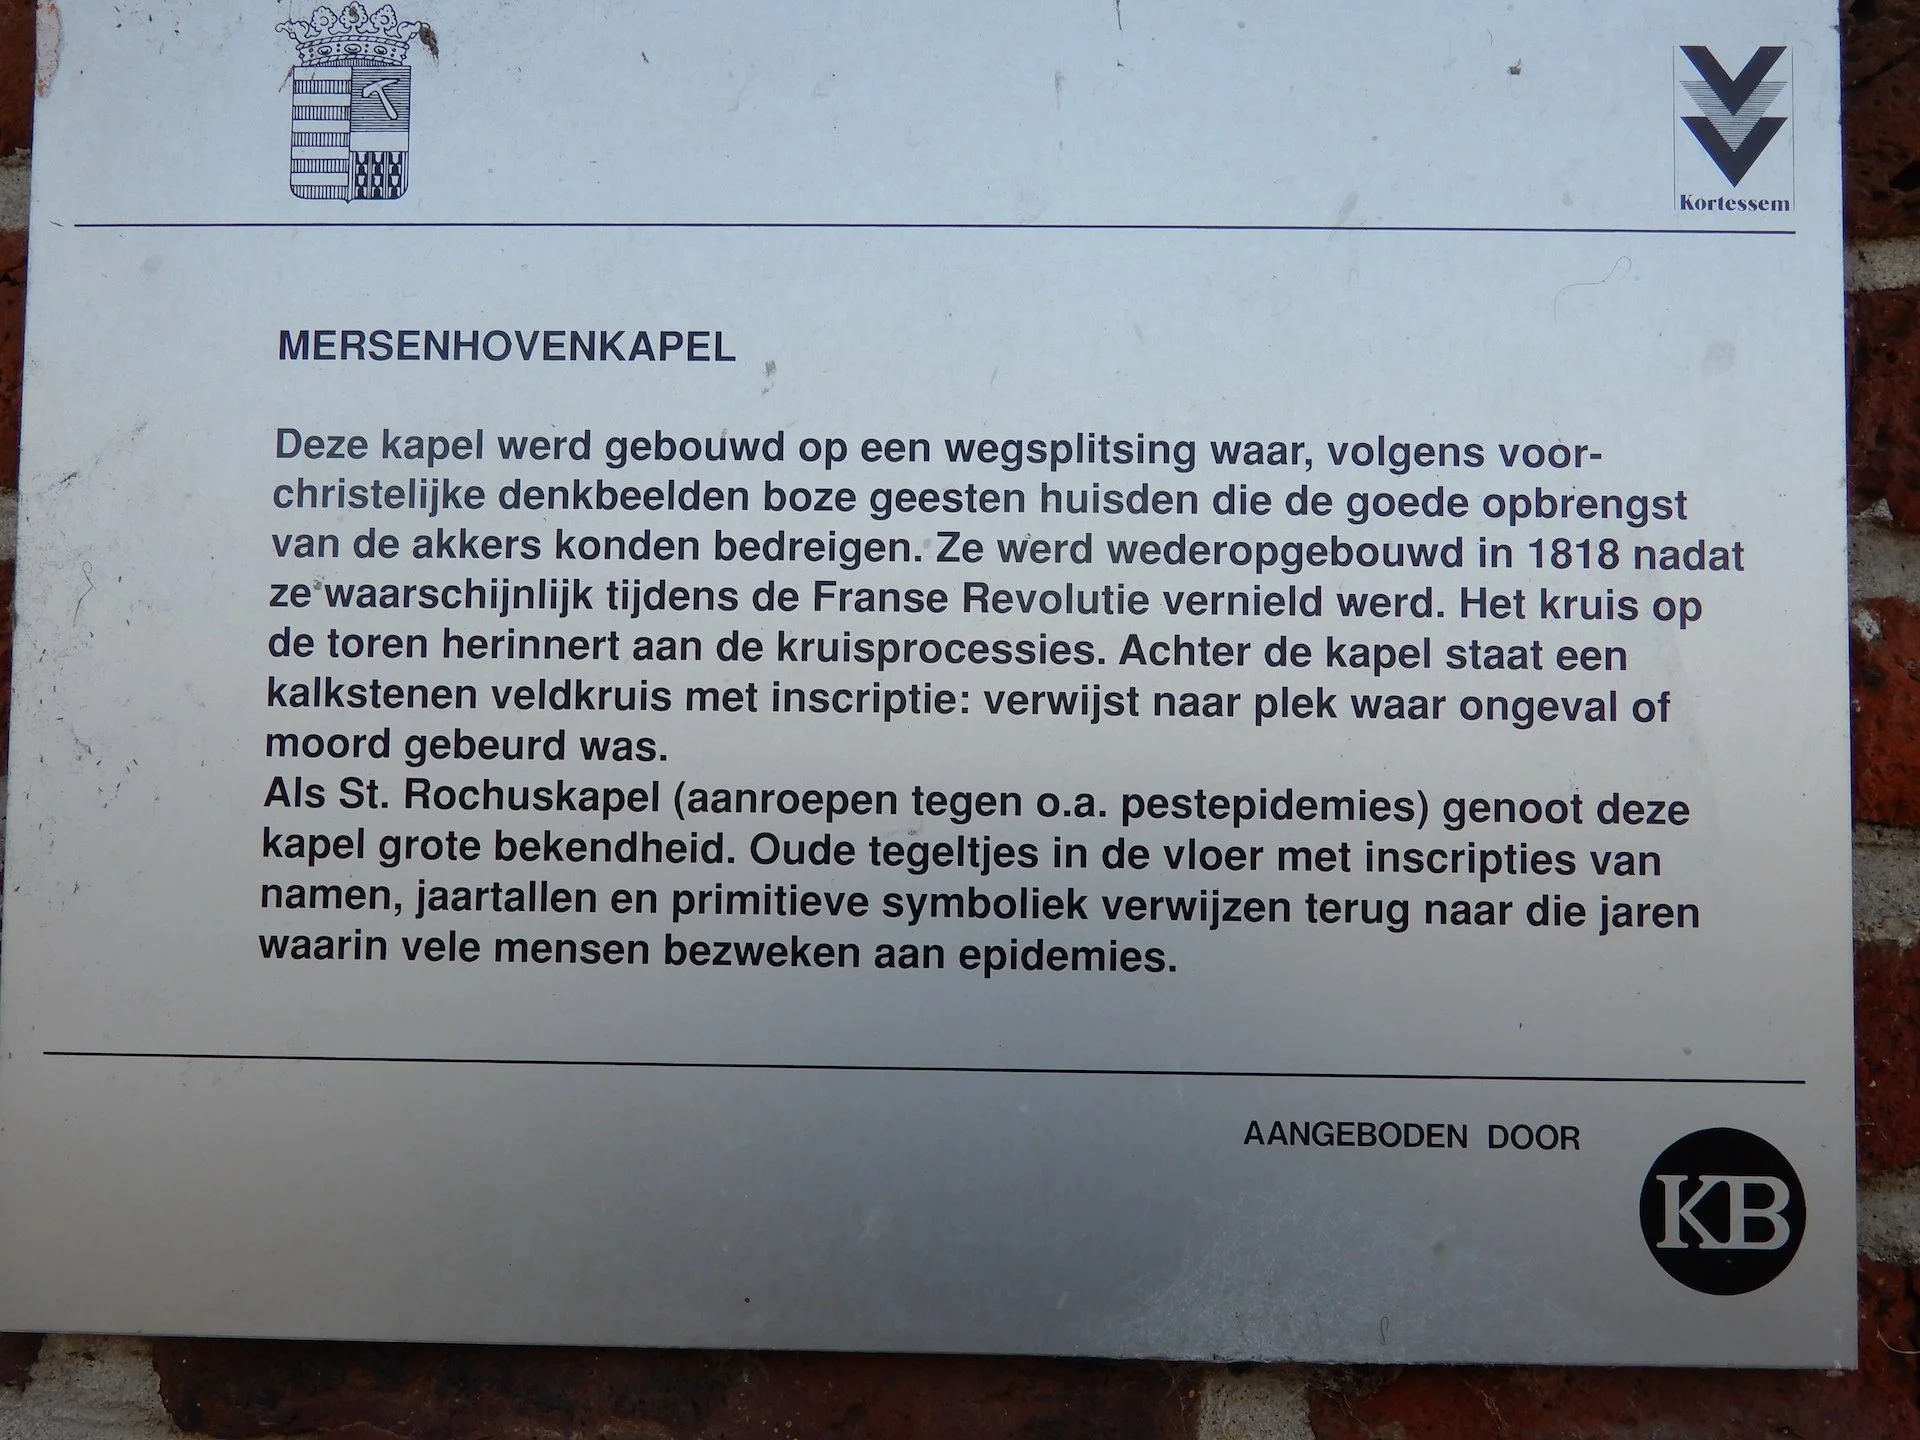 Kortessem
MERSENHOVENKAPEL
Deze kapel werd gebouwd op een wegsplitsing waar, volgens voor-
christelijke denkbeelden boze geesten huisden die de goede opbrengst
van de akkers konden bedreigen. Ze werd wederopgebouwd in 1818 nadat
ze waarschijnlijk tijdens de Franse Revolutie vernield werd. Het kruis op
de toren herinnert aan de kruisprocessies. Achter de kapel staat een
kalkstenen veldkruis met inscriptie: verwijst naar plek waar ongeval of
moord gebeurd was.
Als St. Rochuskapel (aanroepen tegen o.a. pestepidemies) genoot deze
kapel grote bekendheid. Oude tegeltjes in de vloer met inscripties van
namen, jaartallen en primitieve symboliek verwijzen terug naar die jaren
waarin vele mensen bezweken aan epidemies.
AANGEBODEN DOOR
KB